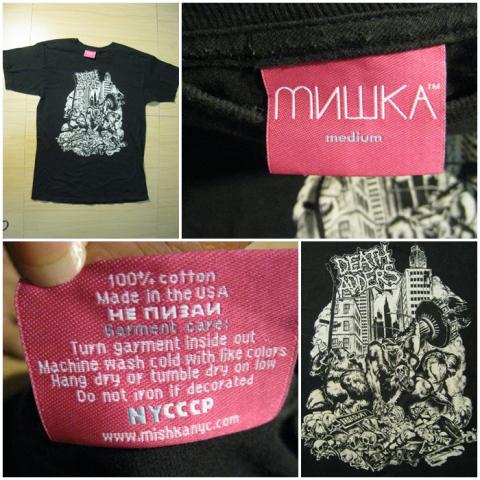 DEATH
ADDERS
мишка™
medium
100% cotton
Made in the USA
НЕ ПИЗАИ
Garment care:
Turn garment inside out
Machine wash cold with like colors
Hang dry or tumble dry on low
Do not iron if decorated
NYCCCP
www.mishkanyc.com
DEATH
ADDERS